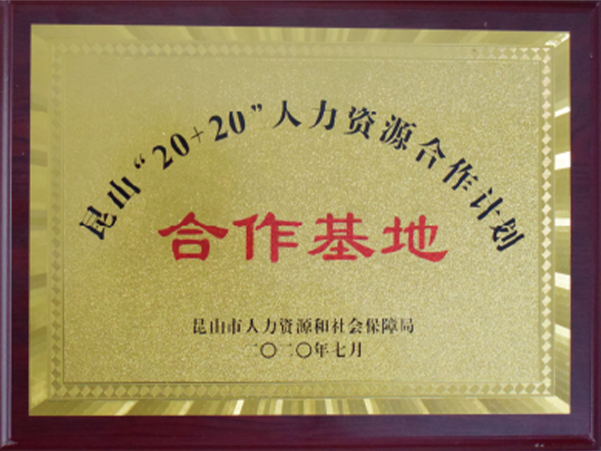 昆山“20+20”人力资源合作计划
合作基地
昆山市人力资源和社会保障局
二〇二〇年七月